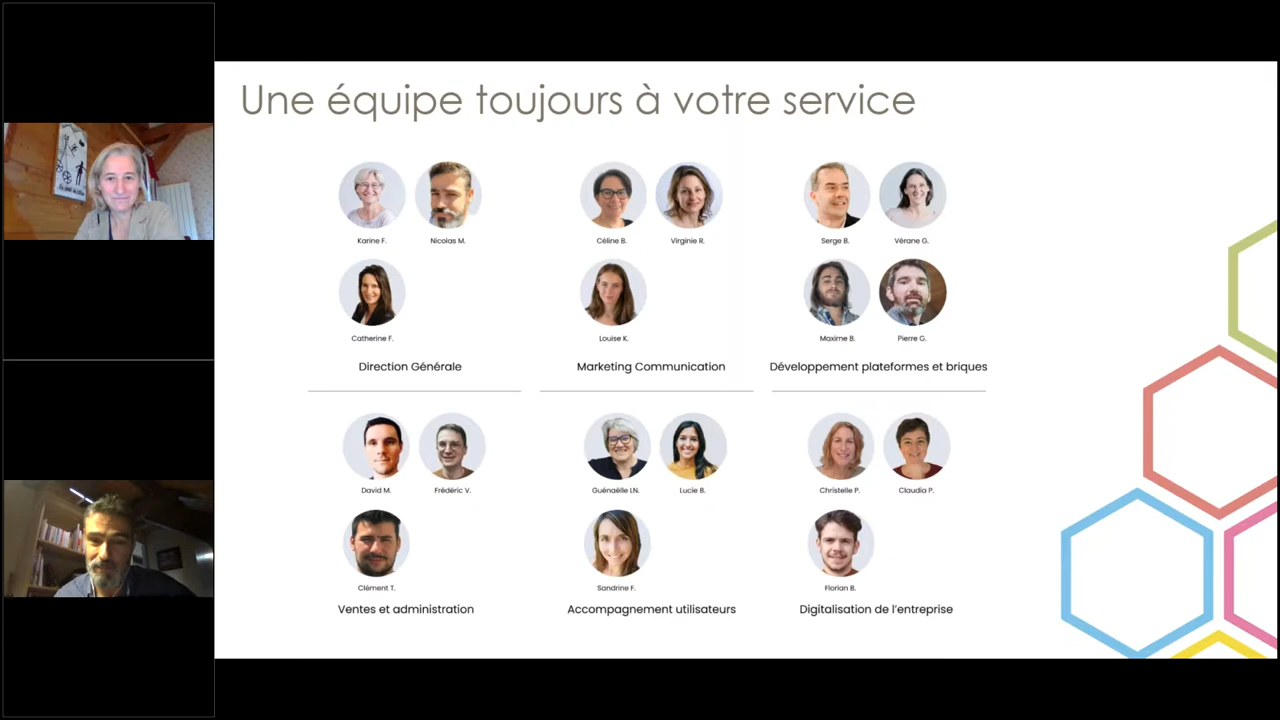 Une équipe toujours à votre service
Karine F.
Nicolas M.
Catherine F.
Direction Générale
Céline B.
Virginie R.
Louise K.
Marketing Communication
Serge B.
Vérane G.
Maxime B.
Pierre G.
Développement plateformes et briques
David M.
Frédéric V.
Clément T.
Ventes et administration
Guénaëlle LN.
Lucie B.
Sandrine F.
Accompagnement utilisateurs
Christelle P.
Claudia P.
Florian B.
Digitalisation de l'entreprise